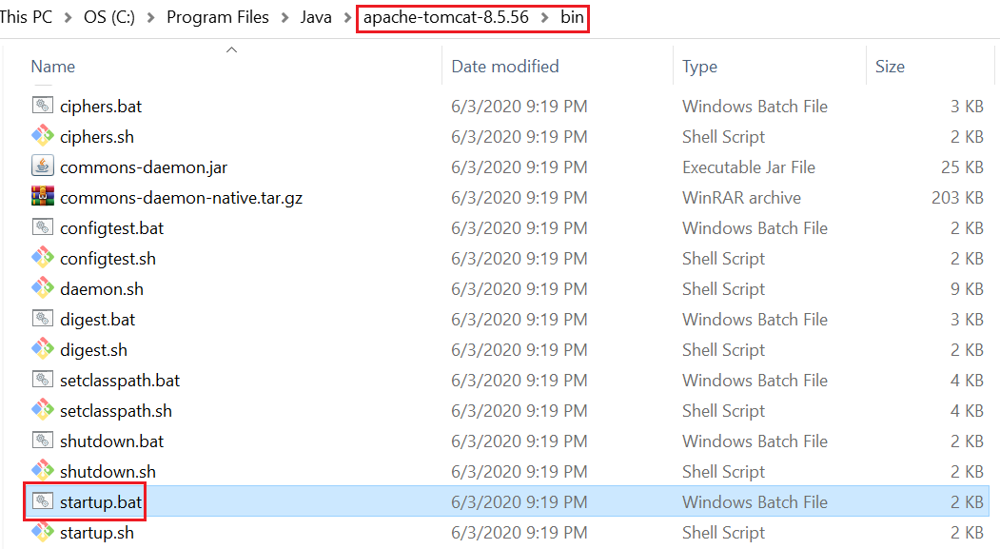 This PC > OS (C:) > Program Files > Java > apache-tomcat-8.5.56 > bin
Name Date modified Type Size
ciphers.bat 6/3/2020 9:19 PM Windows Batch File 3 KB
ciphers.sh 6/3/2020 9:19 PM Shell Script 2 KB
commons-daemon.jar 6/3/2020 9:19 PM Executable Jar File 25 KB
commons-daemon-native.tar.gz 6/3/2020 9:19 PM WinRAR archive 203 KB
configtest.bat 6/3/2020 9:19 PM Windows Batch File 2 KB
configtest.sh 6/3/2020 9:19 PM Shell Script 2 KB
daemon.sh 6/3/2020 9:19 PM Shell Script 9 KB
digest.bat 6/3/2020 9:19 PM Windows Batch File 3 KB
digest.sh 6/3/2020 9:19 PM Shell Script 2 KB
setclasspath.bat 6/3/2020 9:19 PM Windows Batch File 4 KB
setclasspath.sh 6/3/2020 9:19 PM Shell Script 4 KB
shutdown.bat 6/3/2020 9:19 PM Windows Batch File 2 KB
shutdown.sh 6/3/2020 9:19 PM Shell Script 2 KB
startup.bat 6/3/2020 9:19 PM Windows Batch File 2 KB
startup.sh 6/3/2020 9:19 PM Shell Script 2 KB